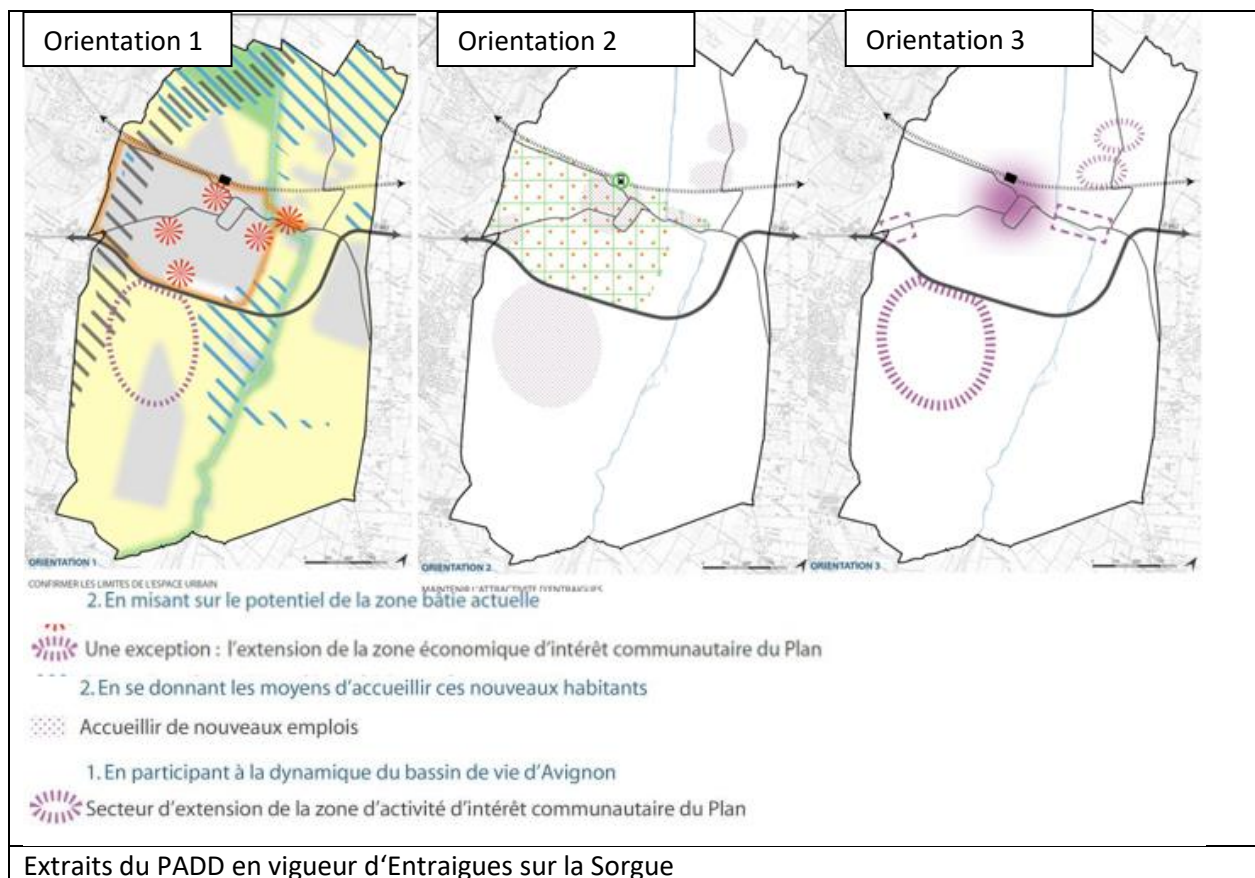 Orientation 1
Orientation 2
Orientation 3
ORIENTATION 1
ORIENTATION 2
ORIENTATION 3
CONFIRMER LES LIMITES DE L'ESPACE URBAIN
MAINTENIR L'ATTRACTIVITE D'ENTRAIGUES
2. En misant sur le potentiel de la zone bâtie actuelle
Une exception : l'extension de la zone économique d'intérêt communautaire du Plan
2. En se donnant les moyens d'accueillir ces nouveaux habitants
Accueillir de nouveaux emplois
1. En participant à la dynamique du bassin de vie d'Avignon
Secteur d'extension de la zone d'activité d'intérêt communautaire du Plan
Extraits du PADD en vigueur d'Entraigues sur la Sorgue